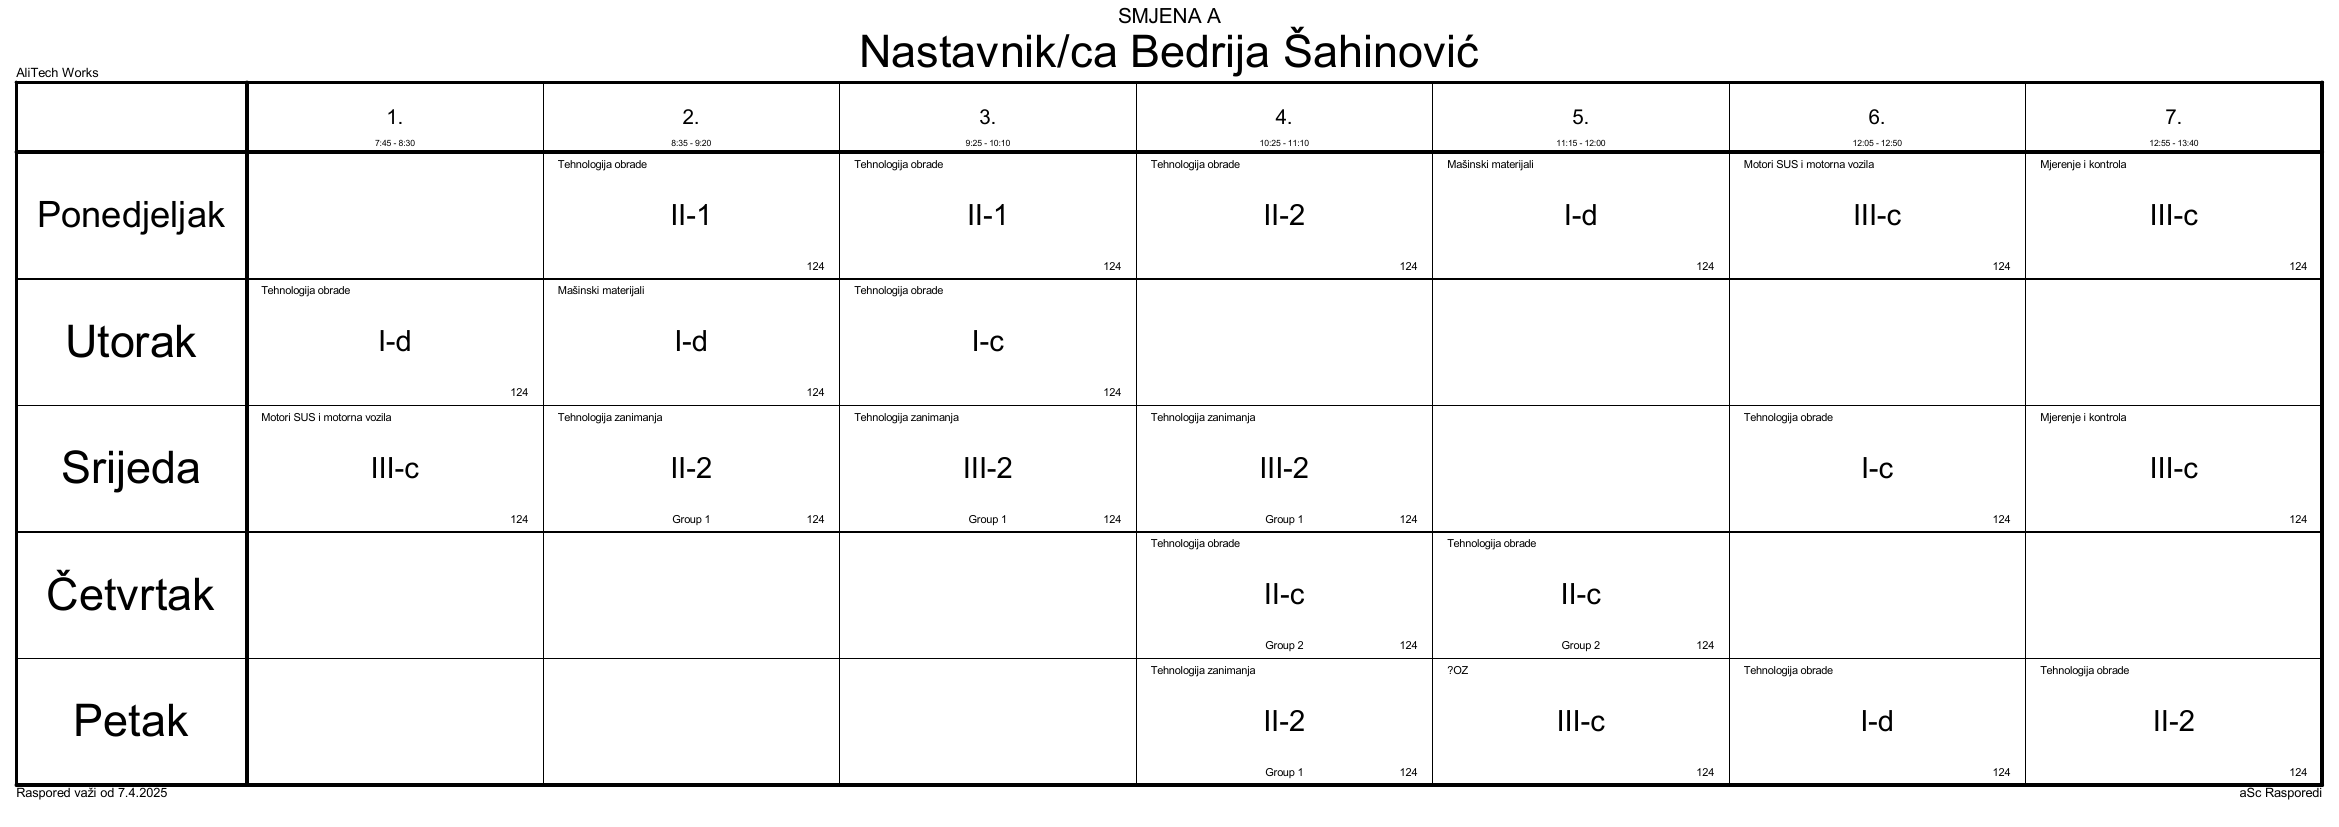 SMJENA A
Nastavnik/ca Bedrija Šahinović
AliTech Works
1. 2. 3. 4. 5. 6. 7.
7:45 - 8:30 8:35 - 9:20 9:25 - 10:10 10:25 - 11:10 11:15 - 12:00 12:05 - 12:50 12:55 - 13:40
Tehnologija obrade Tehnologija obrade Tehnologija obrade Mašinski materijali Motori SUS i motorna vozila Mjerenje i kontrola
Ponedjeljak II-1 II-1 II-2 I-d III-c III-c
124 124 124 124 124 124
Tehnologija obrade Mašinski materijali Tehnologija obrade
Utorak I-d I-d I-c
124 124 124
Motori SUS i motorna vozila Tehnologija zanimanja Tehnologija zanimanja Tehnologija zanimanja Tehnologija obrade Mjerenje i kontrola
Srijeda III-c II-2 III-2 III-2 I-c III-c
124 Group 1 124 Group 1 124 Group 1 124 124 124
Tehnologija obrade Tehnologija obrade
Četvrtak II-c II-c
Group 2 124 Group 2 124
Tehnologija zanimanja ?OZ Tehnologija obrade Tehnologija obrade
Petak II-2 III-c I-d II-2
Group 1 124 124 124 124
Raspored važi od 7.4.2025 aSc Rasporedi